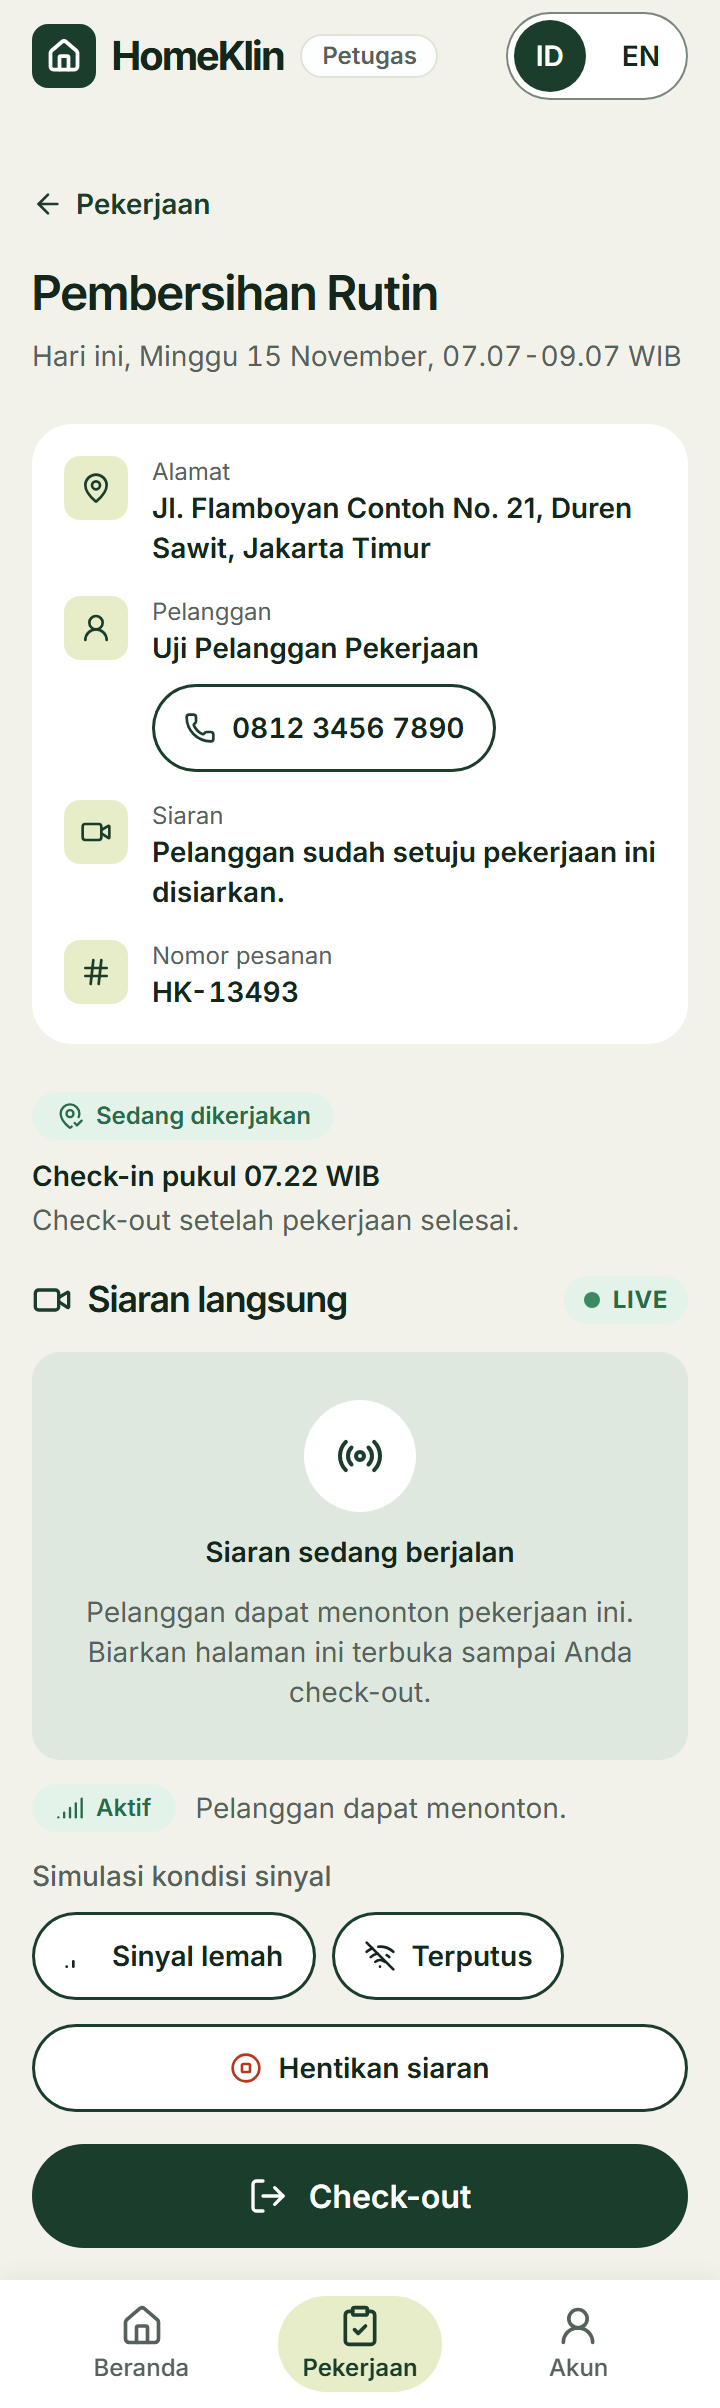 HomeKlin
Petugas
ID
EN
Pekerjaan
Pembersihan Rutin
Hari ini, Minggu 15 November, 07.07-09.07 WIB
Alamat
Jl. Flamboyan Contoh No. 21, Duren
Sawit, Jakarta Timur
Pelanggan
Uji Pelanggan Pekerjaan
0812 3456 7890
Siaran
Pelanggan sudah setuju pekerjaan ini
disiarkan.
Nomor pesanan
HK-13493
Sedang dikerjakan
Check-in pukul 07.22 WIB
Check-out setelah pekerjaan selesai.
Siaran langsung
LIVE
Siaran sedang berjalan
Pelanggan dapat menonton pekerjaan ini.
Biarkan halaman ini terbuka sampai Anda
check-out.
Aktif
Pelanggan dapat menonton.
Simulasi kondisi sinyal
Sinyal lemah
Terputus
Hentikan siaran
Check-out
Beranda
Pekerjaan
Akun